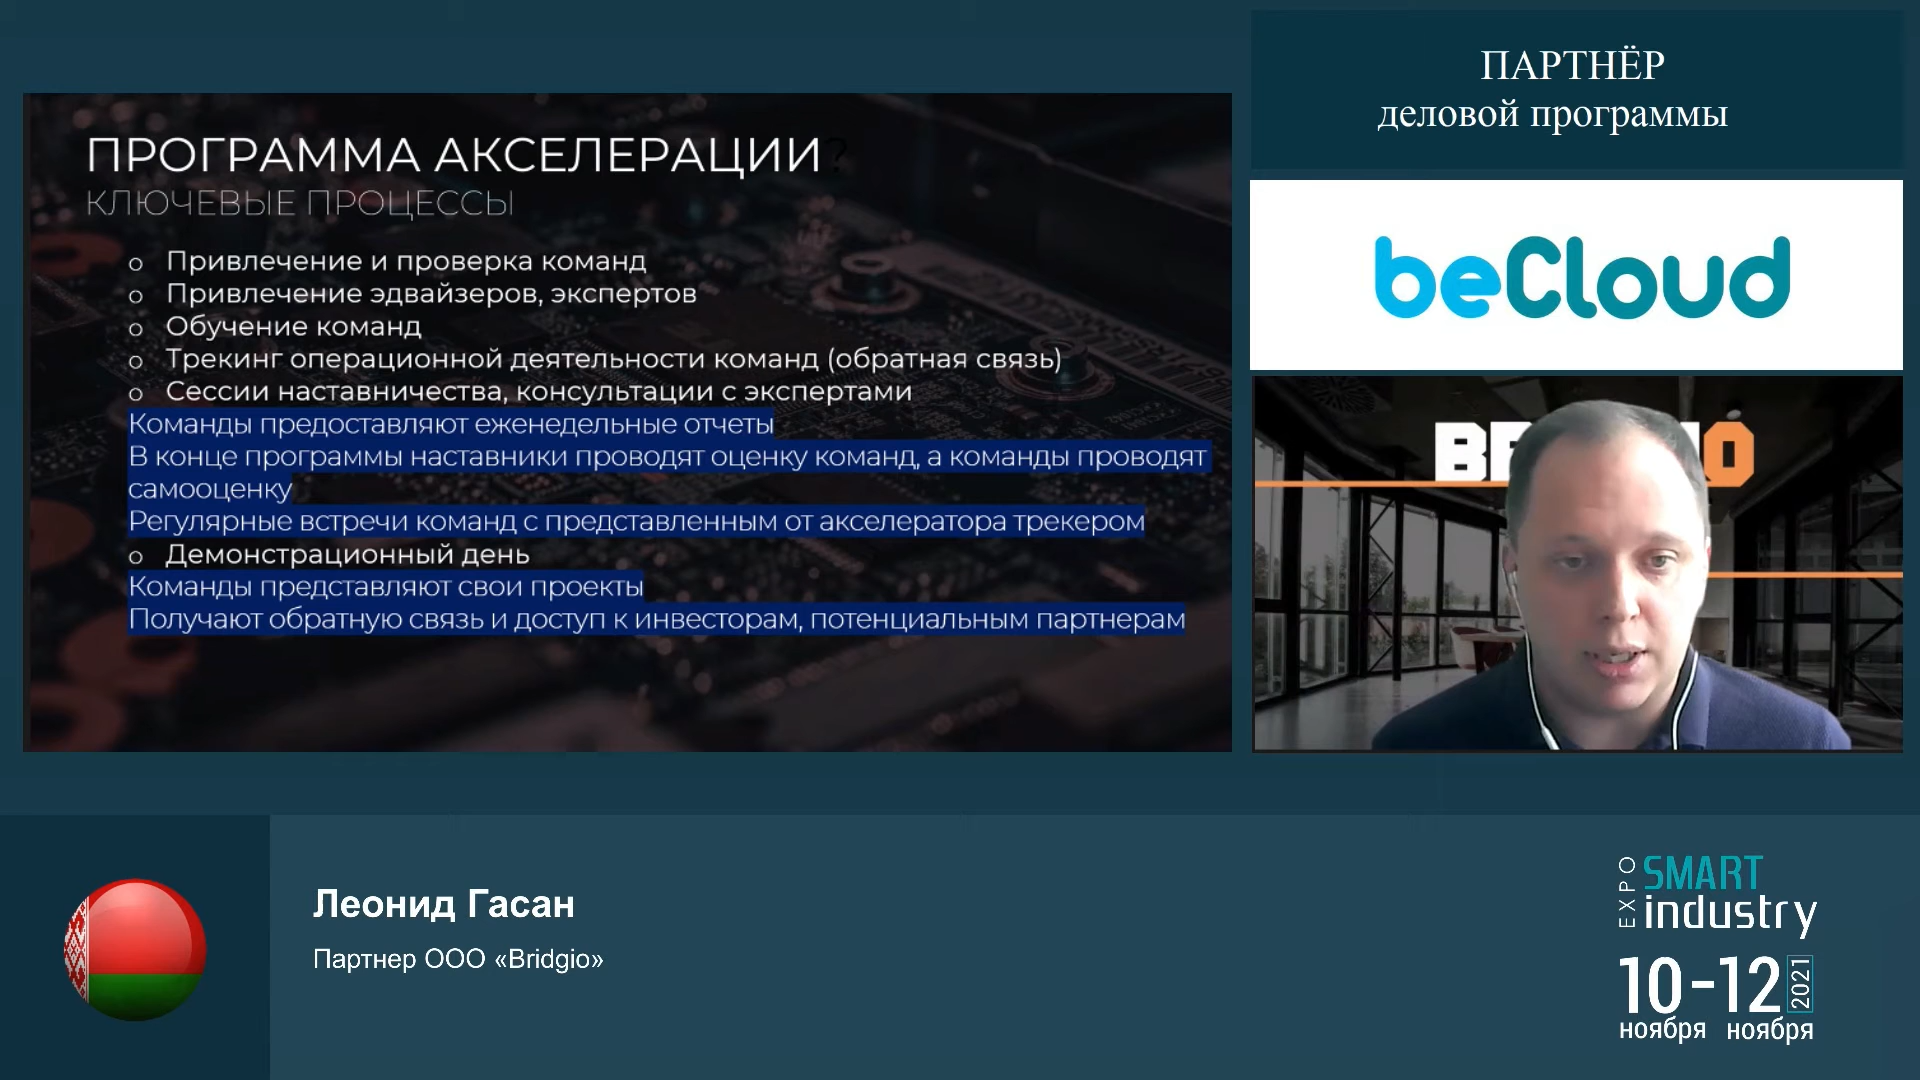 ПРОГРАММА АКСЕЛЕРАЦИИ?
КЛЮЧЕВЫЕ ПРОЦЕССЫ
o Привлечение и проверка команд
o Привлечение эдвайзеров, экспертов
o Обучение команд
o Трекинг операционной деятельности команд (обратная связь)
o Сессии наставничества, консультации с экспертами
Команды предоставляют еженедельные отчеты
В конце программы наставники проводят оценку команд, а команды проводят
самооценку
Регулярные встречи команд с представленным от акселератора трекером
o Демонстрационный день
Команды представляют свои проекты
Получают обратную связь и доступ к инвесторам, потенциальным партнерам
ПАРТНЁР
деловой программы
beCloud
Леонид Гасан
Партнер ООО «Bridgio»
EXPO
SMART
industry
10-12
2021
ноября ноября